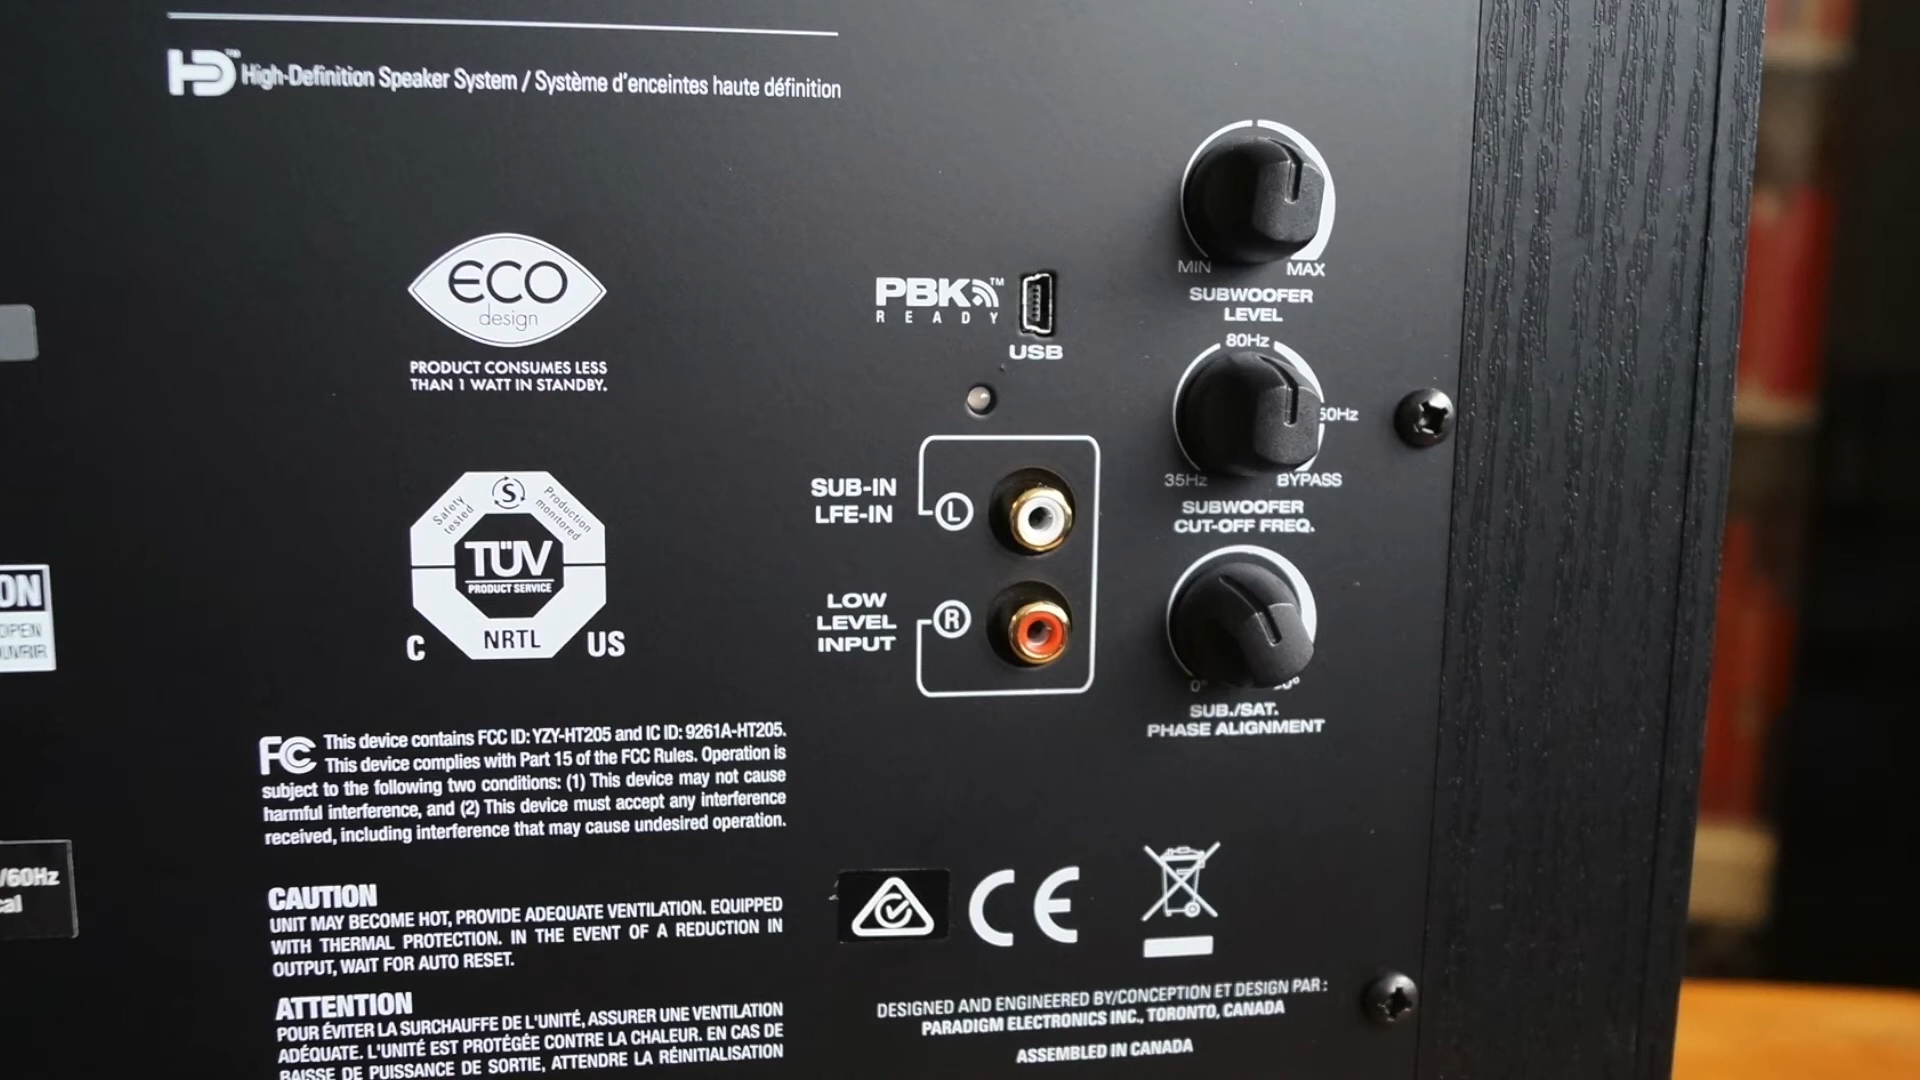 HD™ High-Definition Speaker System / Système d'enceintes haute définition
MIN MAX
SUBWOOFER
LEVEL
ECO
design
PRODUCT CONSUMES LESS
THAN 1 WATT IN STANDBY.
PBK™
READY
USB
80Hz
35Hz BYPASS
SUBWOOFER
CUT-OFF FREQ.
SUB-IN
LFE-IN
L
LOW
LEVEL
INPUT
R
Safety
tested
S
Production
monitored
TÜV
PRODUCT SERVICE
C NRTL US
0°
SUB./SAT.
PHASE ALIGNMENT
ON
OPEN
OUVRIR
/60Hz
FC This device contains FCC ID: YZY-HT205 and IC ID: 9261A-HT205.
This device complies with Part 15 of the FCC Rules. Operation is
subject to the following two conditions: (1) This device may not cause
harmful interference, and (2) This device must accept any interference
received, including interference that may cause undesired operation.
CAUTION
UNIT MAY BECOME HOT, PROVIDE ADEQUATE VENTILATION. EQUIPPED
WITH THERMAL PROTECTION. IN THE EVENT OF A REDUCTION IN
OUTPUT, WAIT FOR AUTO RESET.
ATTENTION
POUR ÉVITER LA SURCHAUFFE DE L'UNITÉ, ASSURER UNE VENTILATION
ADÉQUATE. L'UNITÉ EST PROTÉGÉE CONTRE LA CHALEUR. EN CAS DE
BAISSE DE PUISSANCE DE SORTIE, ATTENDRE LA RÉINITIALISATION
CE
DESIGNED AND ENGINEERED BY/CONCEPTION ET DESIGN PAR :
PARADIGM ELECTRONICS INC., TORONTO, CANADA
ASSEMBLED IN CANADA